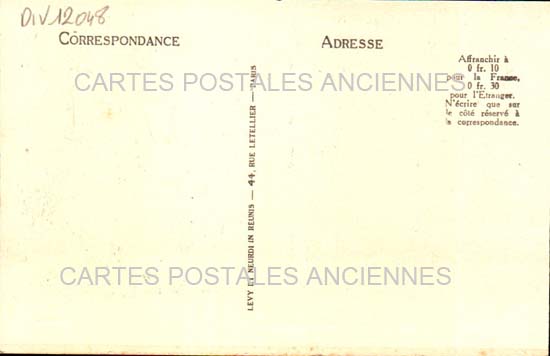 DIV12048
CORRESPONDANCE
ADRESSE
Affranchir à
0 fr. 10
pour la France,
0 fr. 30
pour l'Etranger.
N'écrire que sur
le côté réservé à
la correspondance.
CARTES POSTALES ANCIENNES
LEVY ET NEURDIN REUNIS — 44, RUE LETELLIER — PARIS
CARTES POSTALES ANCIENNES